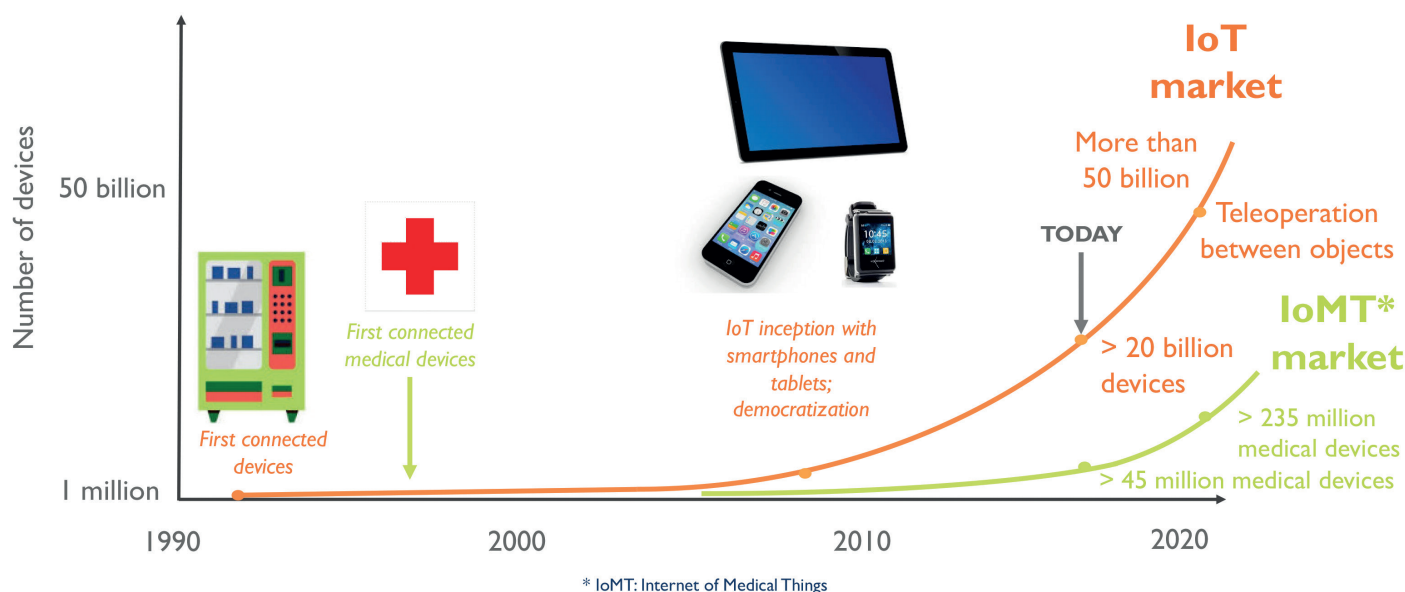 Number of devices
50 billion
1 million
1990
2000
2010
2020
First connected
devices
First connected
medical devices
10:45
IoT inception with
smartphones and
tablets;
democratization
TODAY
IoT
market
More than
50 billion
Teleoperation
between objects
> 20 billion
devices
IoMT*
market
> 235 million
medical devices
> 45 million medical devices
* IoMT: Internet of Medical Things